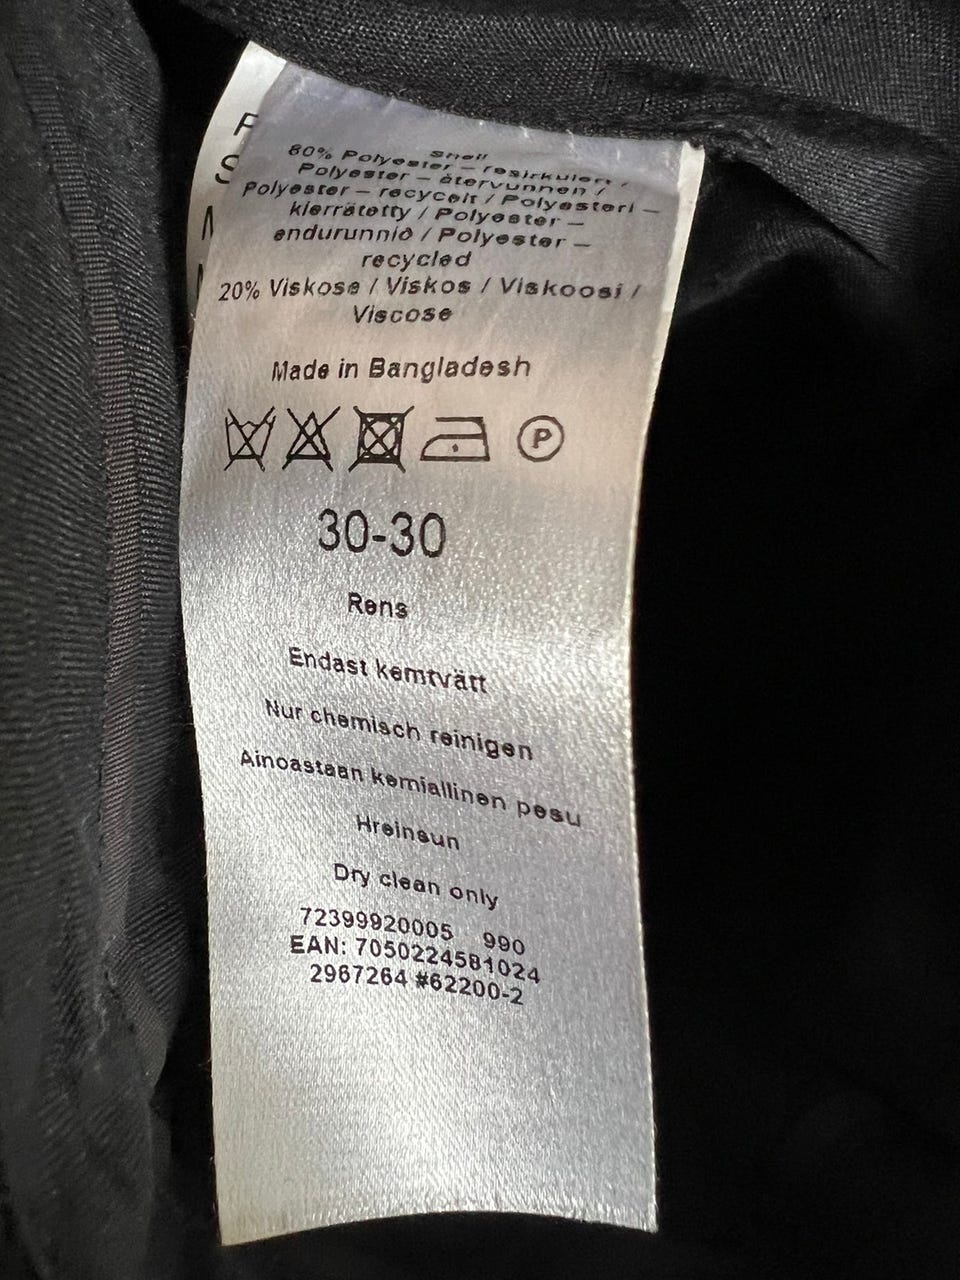 Shell
80% Polyester – resirkulert /
Polyester – återvunnen /
Polyester – recycelt / Polyesteri –
kierrätetty / Polyester –
endurunnið / Polyester –
recycled
20% Viskose / Viskos / Viskoosi /
Viscose
Made in Bangladesh
P
30-30
Rens
Endast kemtvätt
Nur chemisch reinigen
Ainoastaan kemiallinen pesu
Hreinsun
Dry clean only
72399920005 990
EAN: 7050224581024
2967264 #62200-2